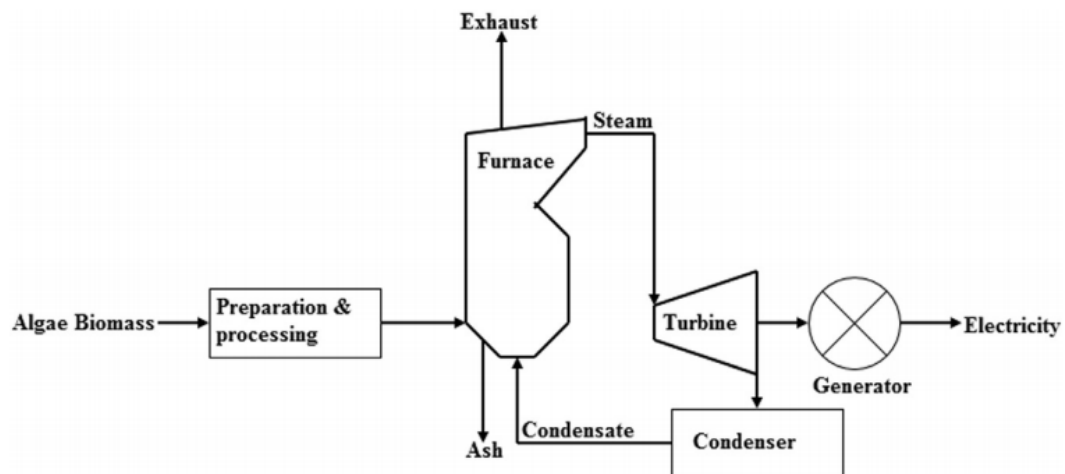 Exhaust
Steam
Furnace
Algae Biomass
Preparation &
processing
Turbine
Electricity
Generator
Condensate
Condenser
Ash